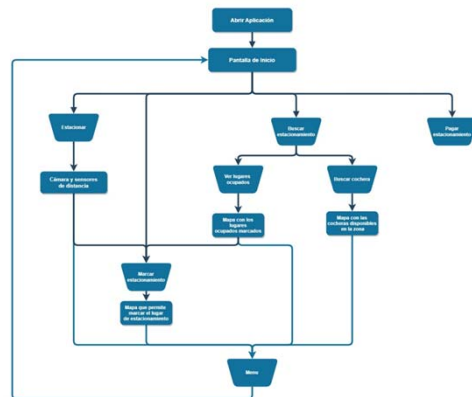 Abrir Aplicación
Pantalla de Inicio
Estacionar
Buscar
estacionamiento
Pagar
estacionamiento
Cámara y sensores
de distancia
Ver lugares
ocupados
Buscar cochera
Mapa con los lugares
ocupados marcados
Mapa con las
cocheras disponibles
en la zona
Marcar
estacionamiento
Mapa que permita
marcar el lugar
de estacionamiento
Menu